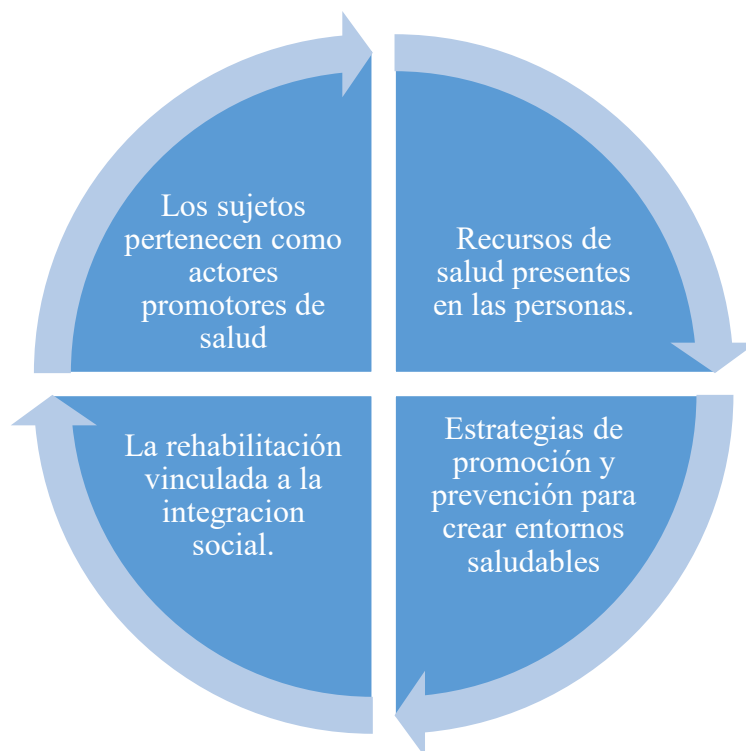 Los sujetos
pertenecen como
actores
promotores de
salud
Recursos de
salud presentes
en las personas.
La rehabilitación
vinculada a la
integracion
social.
Estrategias de
promoción y
prevención para
crear entornos
saludables